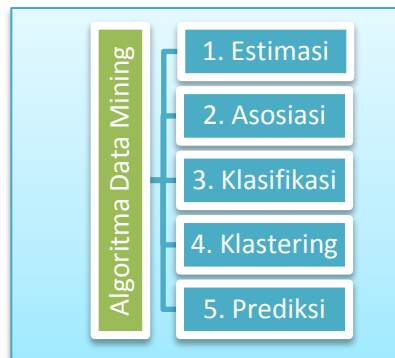 Algoritma Data Mining
1. Estimasi
2. Asosiasi
3. Klasifikasi
4. Klastering
5. Prediksi